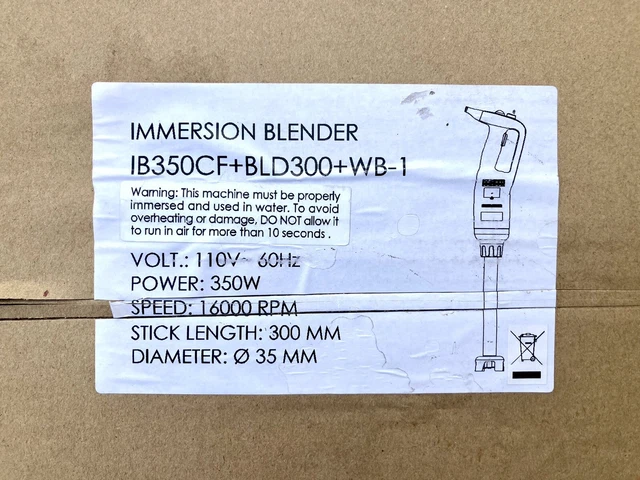 IMMERSION BLENDER
IB350CF+BLD300+WB-1
Warning: This machine must be properly
immersed and used in water. To avoid
overheating or damage, DO NOT allow it
to run in air for more than 10 seconds .
VOLT.: 110V~ 60Hz
POWER: 350W
SPEED: 16000 RPM
STICK LENGTH: 300 MM
DIAMETER: Ø 35 MM